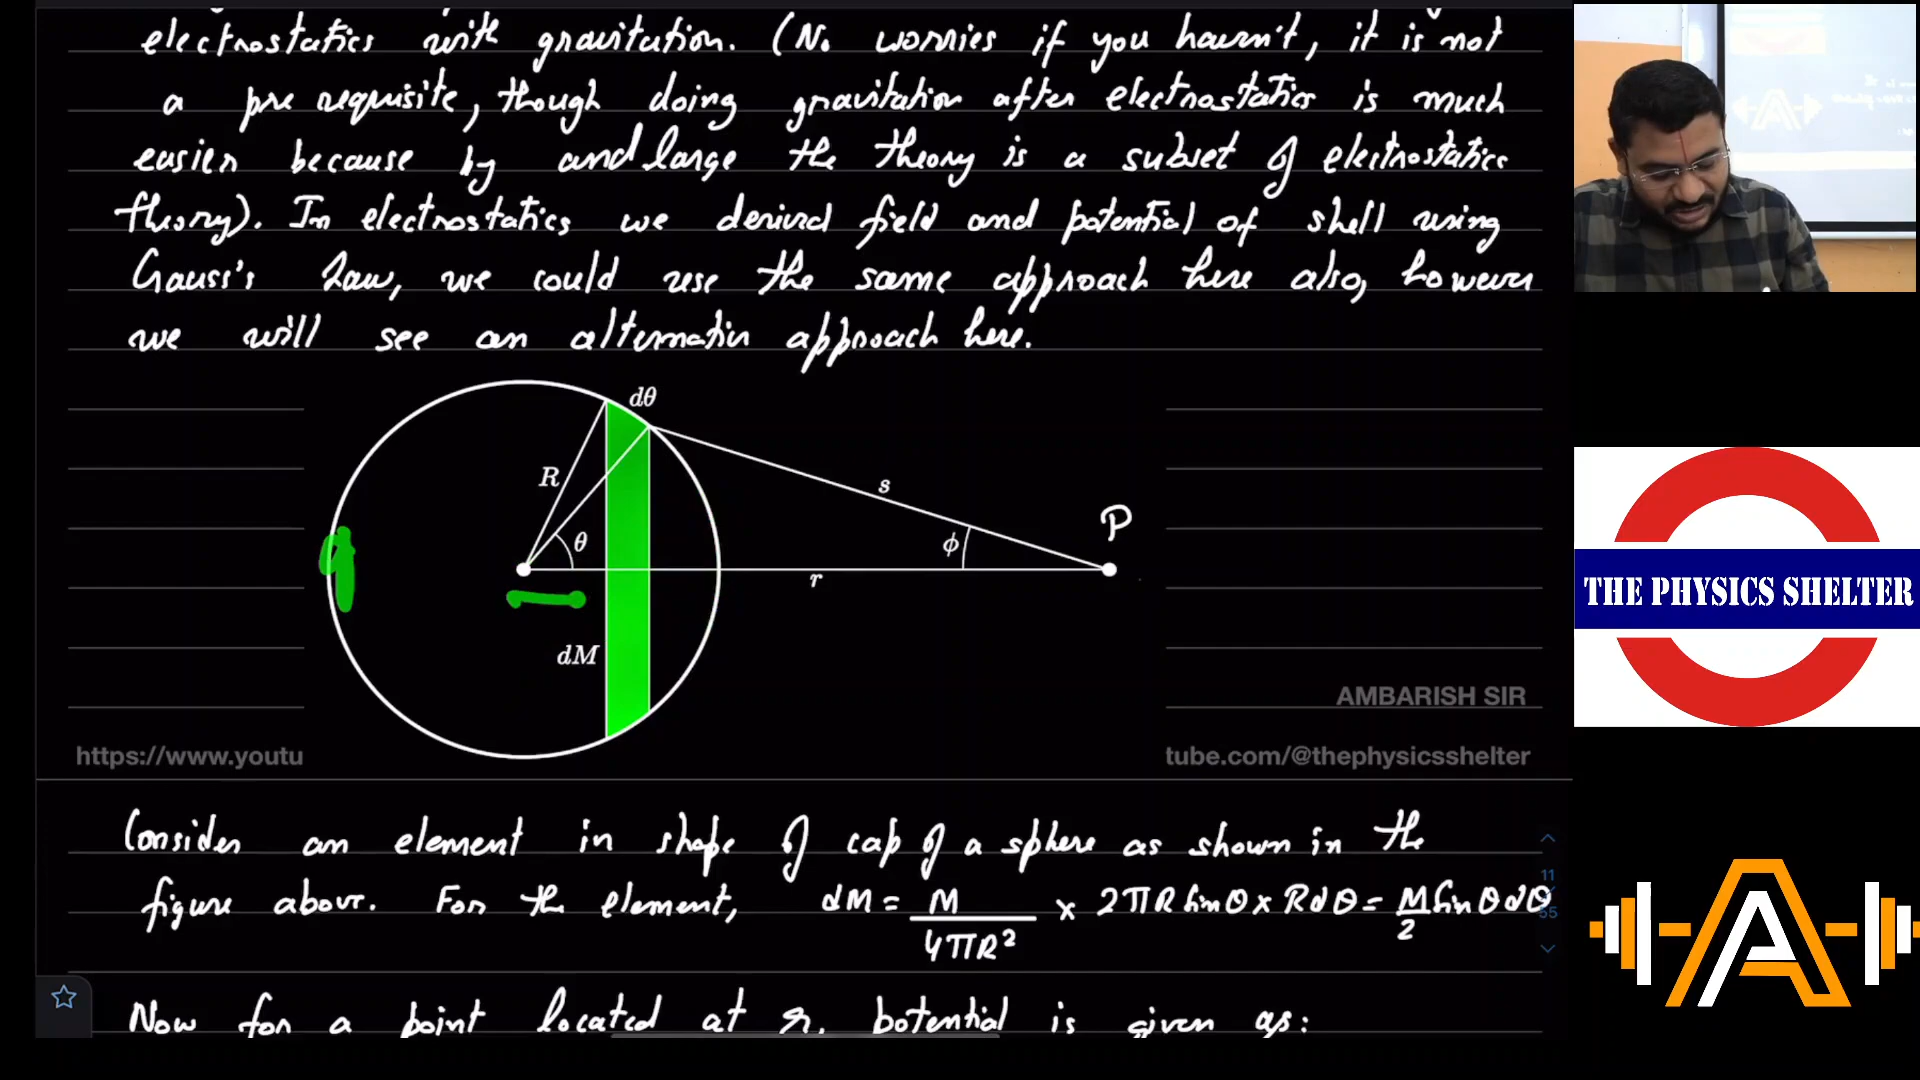 electrostatics with gravitution. (No worries if you haven't, it is not
a pre requisite, though doing gravitation after electrostatics is much
easier because by and large the theory is a subset of electrostatics
theory). In electrostatics we derived field and potential of shell using
Gauss's Law, we could use the same approach here also, however
we will see an alternative approach here.
dθ
R
s
P
θ
ϕ
r
dM
AMBARISH SIR
https://www.youtu
tube.com/@thephysicsshelter
Consider an element in shape of cap of a sphere as shown in the
figure above. For the element, dM = M/4πR² × 2πR Sinθ × Rdθ = M/2 Sinθdθ
Now for a point located at r, potential is given as:
11
55
THE PHYSICS SHELTER
A